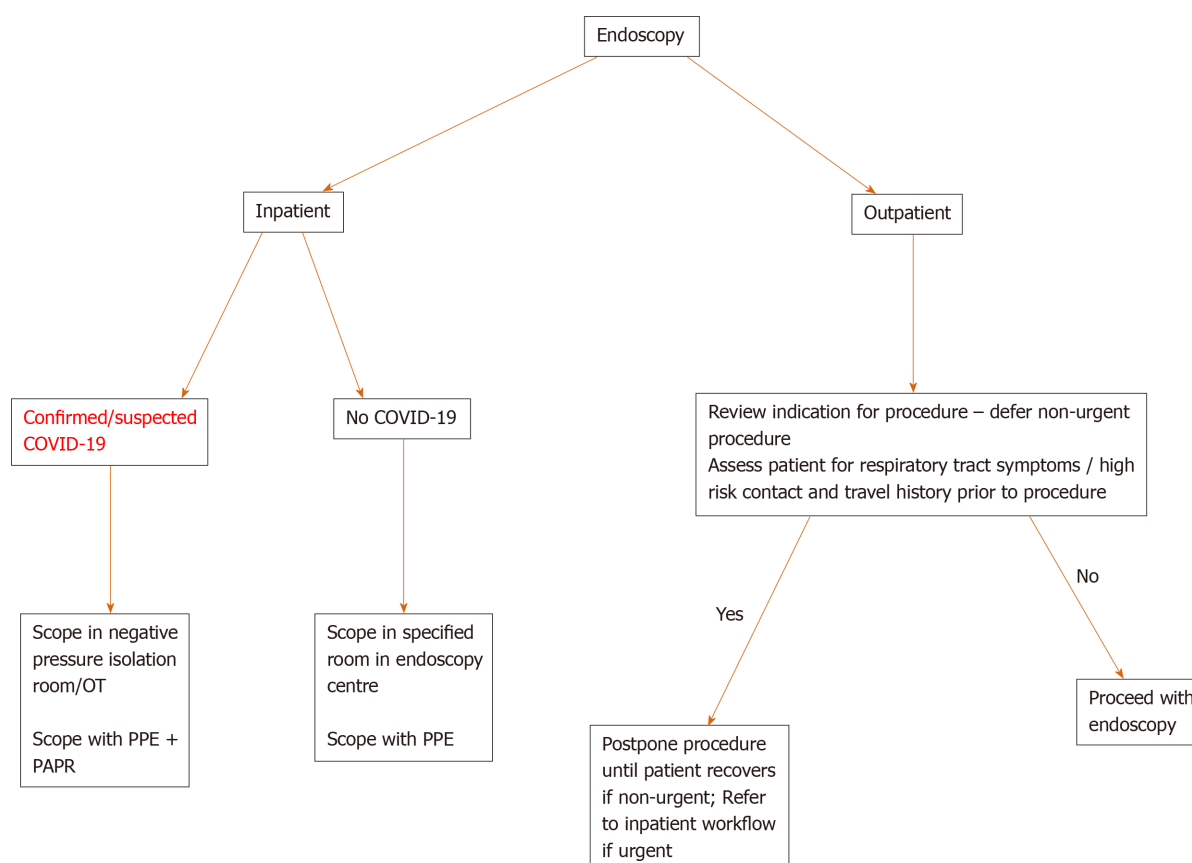 Endoscopy
Inpatient
Outpatient
Confirmed/suspected
COVID-19
No COVID-19
Review indication for procedure – defer non-urgent
procedure
Assess patient for respiratory tract symptoms / high
risk contact and travel history prior to procedure
Yes
No
Scope in negative
pressure isolation
room/OT
Scope with PPE +
PAPR
Scope in specified
room in endoscopy
centre
Scope with PPE
Postpone procedure
until patient recovers
if non-urgent; Refer
to inpatient workflow
if urgent
Proceed with
endoscopy